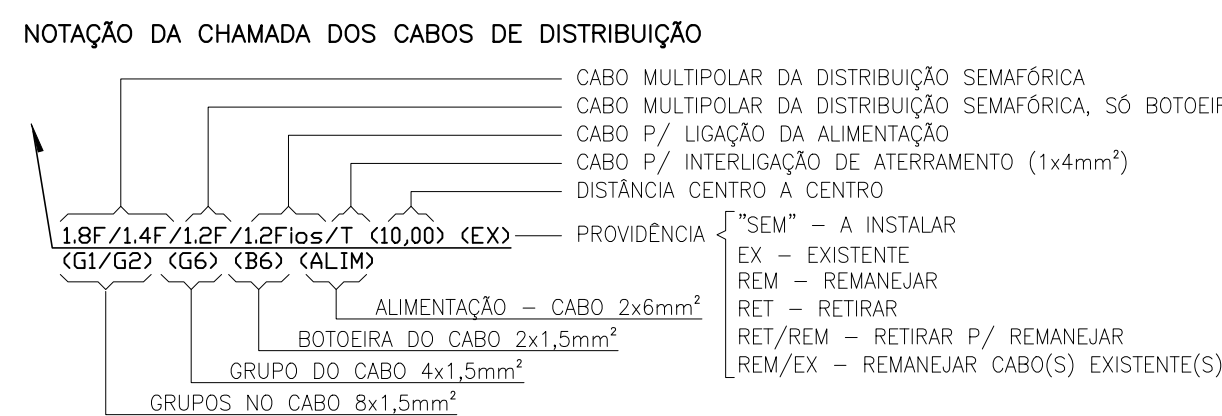 NOTAÇÃO DA CHAMADA DOS CABOS DE DISTRIBUIÇÃO
CABO MULTIPOLAR DA DISTRIBUIÇÃO SEMAFÓRICA
CABO MULTIPOLAR DA DISTRIBUIÇÃO SEMAFÓRICA, SÓ
CABO P/ LIGAÇÃO DA ALIMENTAÇÃO
CABO P/ INTERLIGAÇÃO DE ATERRAMENTO (1x4mm²)
DISTÂNCIA CENTRO A CENTRO
1.8F/1.4F/1.2F/1.2Fios/T (10,00) (EX) PROVIDÊNCIA
"SEM" – A INSTALAR
EX – EXISTENTE
REM – REMANEJAR
RET – RETIRAR
RET/REM – RETIRAR P/ REMANEJAR
REM/EX – REMANEJAR CABO(S) EXISTENTE(S)
(G1/G2) (G6) (B6) (ALIM)
ALIMENTAÇÃO – CABO 2x6mm²
BOTOEIRA DO CABO 2x1,5mm²
GRUPO DO CABO 4x1,5mm²
GRUPOS NO CABO 8x1,5mm²